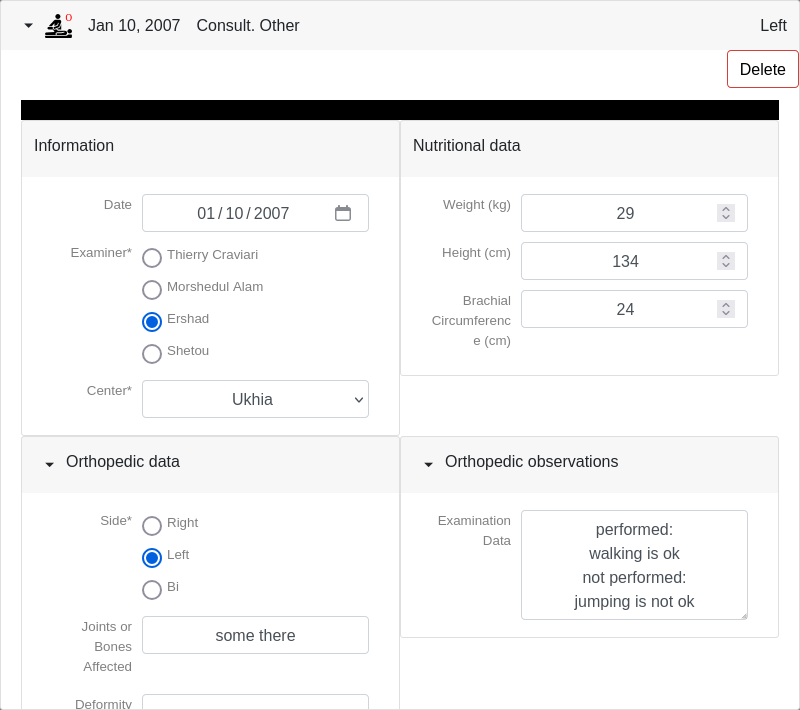 o
Jan 10, 2007 Consult. Other Left
Delete
Information
Date 01/10/2007
Examiner* Thierry Craviari
Morshedul Alam
Ershad
Shetou
Center* Ukhia
Nutritional data
Weight (kg) 29
Height (cm) 134
Brachial 24
Circumferenc
e (cm)
Orthopedic data
Side* Right
Left
Bi
Joints or some there
Bones
Affected
Deformity
Orthopedic observations
Examination
Data
performed:
walking is ok
not performed:
jumping is not ok